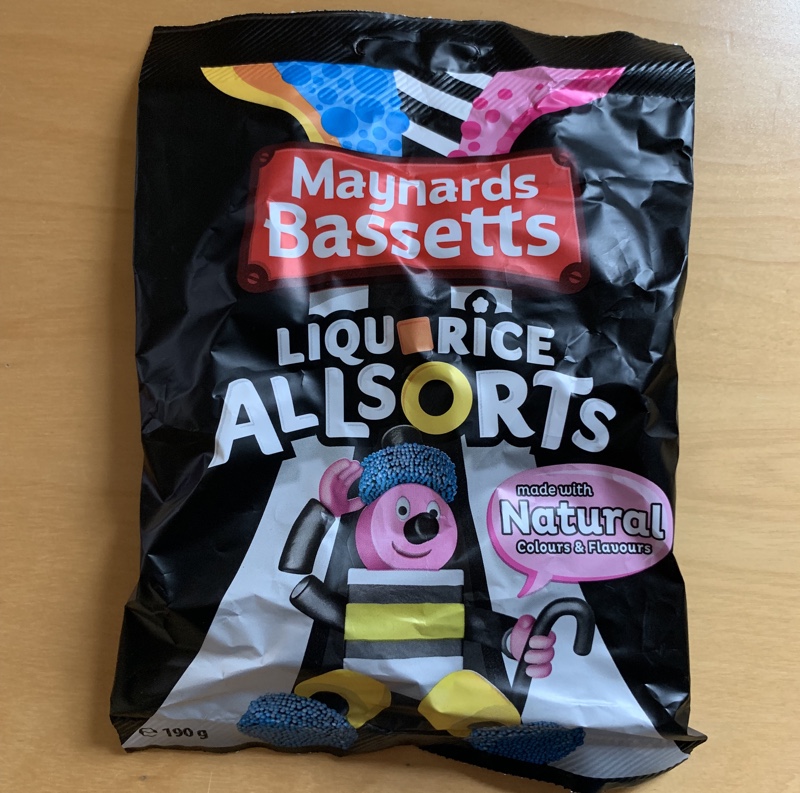 Maynards
Bassetts
LIQUORICE
ALLSORTS
made with
Natural
Colours & Flavours
℮ 190 g